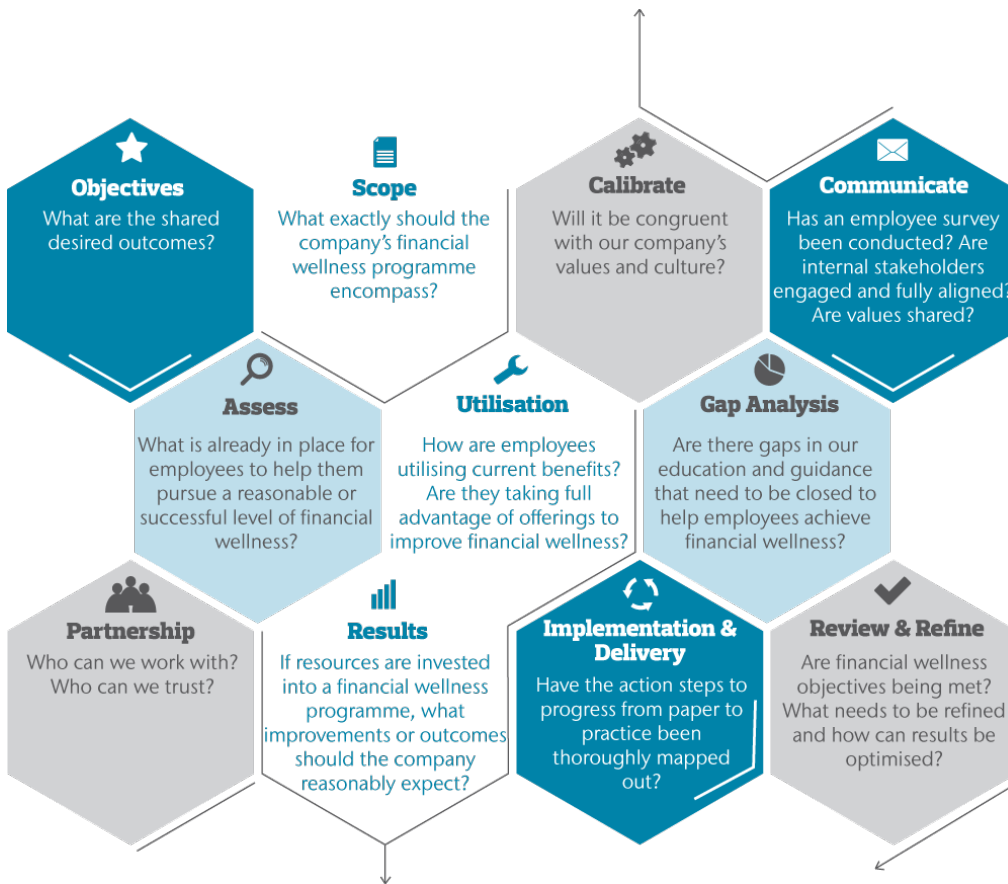 Objectives
What are the shared
desired outcomes?
Scope
What exactly should the
company's financial
wellness programme
encompass?
Calibrate
Will it be congruent
with our company's
values and culture?
Communicate
Has an employee survey
been conducted? Are
internal stakeholders
engaged and fully aligned?
Are values shared?
Assess
What is already in place for
employees to help them
pursue a reasonable or
successful level of financial
wellness?
Utilisation
How are employees
utilising current benefits?
Are they taking full
advantage of offerings to
improve financial wellness?
Gap Analysis
Are there gaps in our
education and guidance
that need to be closed to
help employees achieve
financial wellness?
Partnership
Who can we work with?
Who can we trust?
Results
If resources are invested
into a financial wellness
programme, what
improvements or outcomes
should the company
reasonably expect?
Implementation &
Delivery
Have the action steps to
progress from paper to
practice been
thoroughly mapped
out?
Review & Refine
Are financial wellness
objectives being met?
What needs to be refined
and how can results be
optimised?